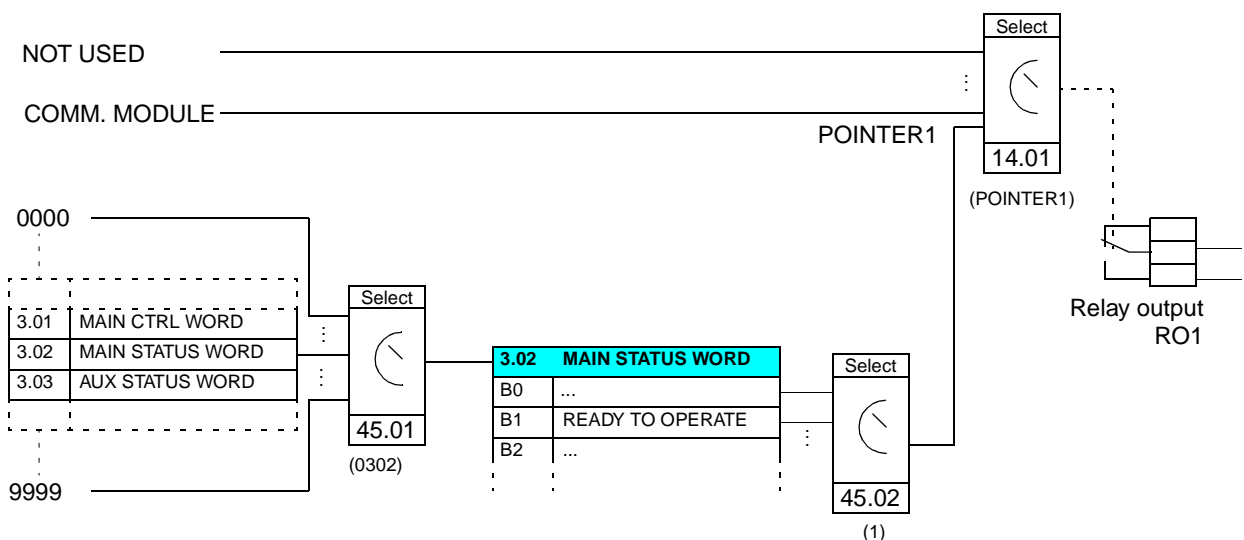 Select
NOT USED
COMM. MODULE
POINTER1
14.01
(POINTER1)
0000
Select
3.01 MAIN CTRL WORD
3.02 MAIN STATUS WORD
3.03 AUX STATUS WORD
45.01
(0302)
9999
3.02 MAIN STATUS WORD
B0 ...
B1 READY TO OPERATE
B2 ...
Select
45.02
(1)
Relay output
RO1